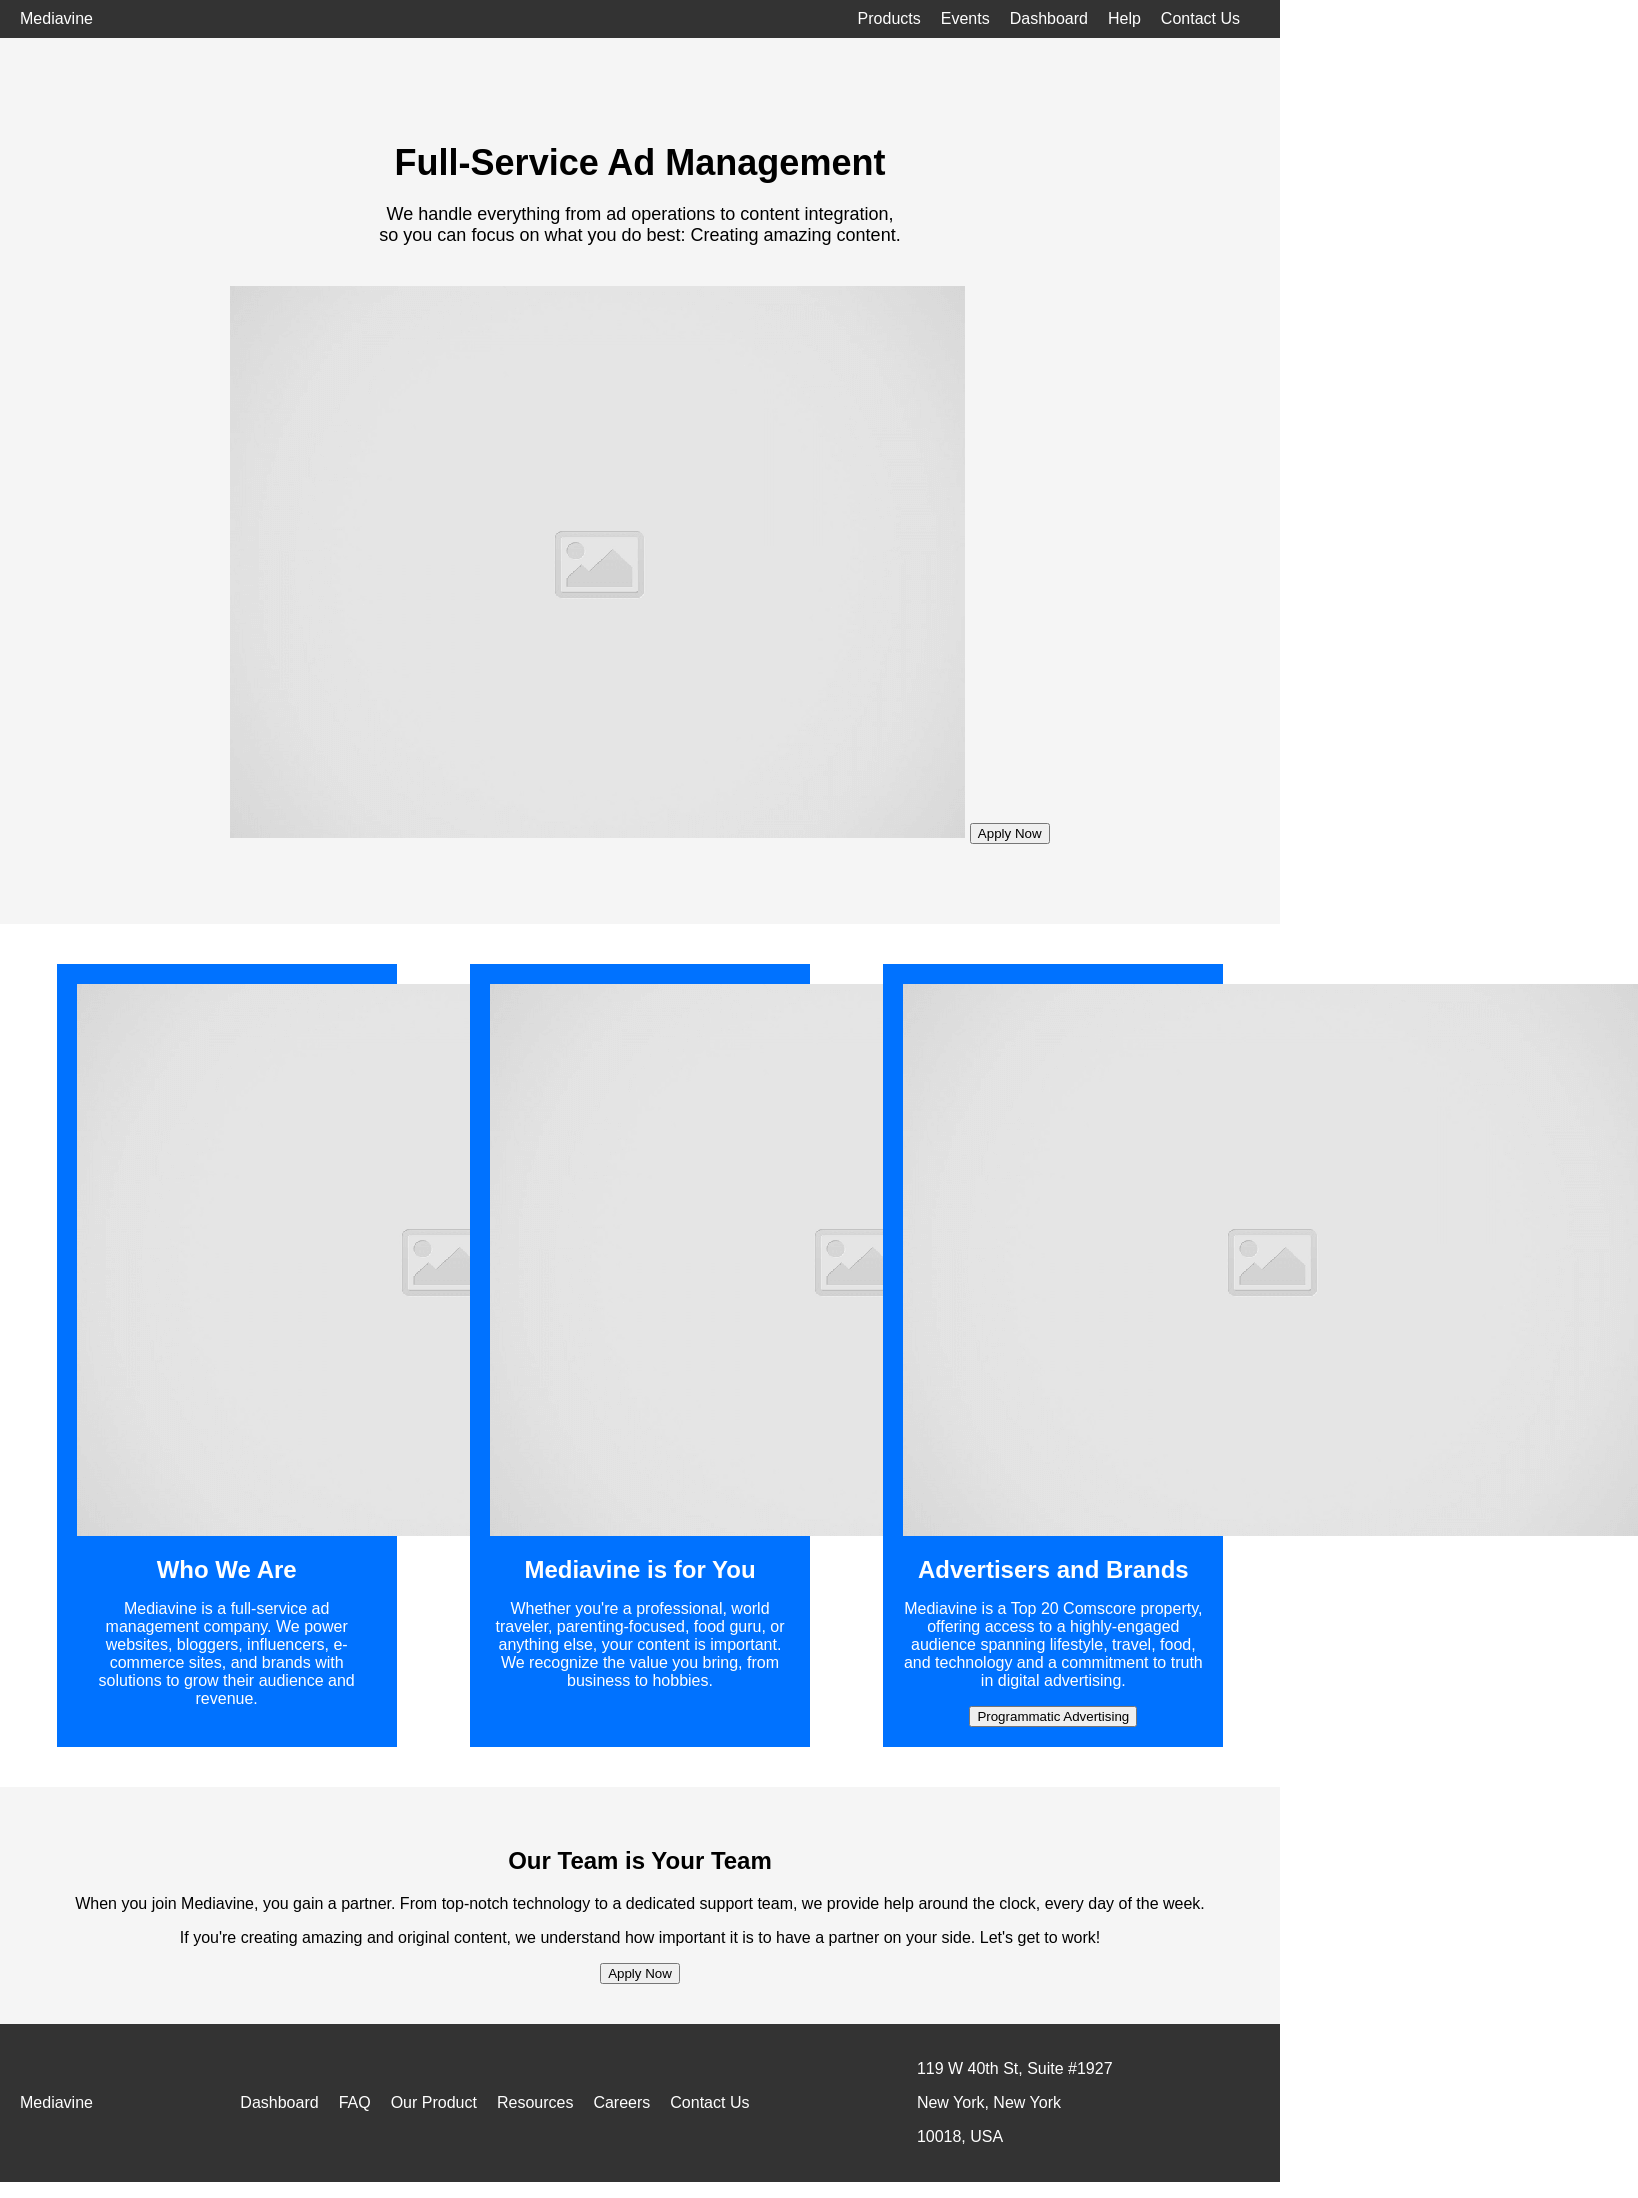 Mediavine
Products Events Dashboard Help Contact Us
Full-Service Ad Management
We handle everything from ad operations to content integration,
so you can focus on what you do best: Creating amazing content.
Apply Now
Who We Are
Mediavine is a full-service ad
management company. We power
websites, bloggers, influencers, e-
commerce sites, and brands with
solutions to grow their audience and
revenue.
Mediavine is for You
Whether you're a professional, world
traveler, parenting-focused, food guru, or
anything else, your content is important.
We recognize the value you bring, from
business to hobbies.
Advertisers and Brands
Mediavine is a Top 20 Comscore property,
offering access to a highly-engaged
audience spanning lifestyle, travel, food,
and technology and a commitment to truth
in digital advertising.
Programmatic Advertising
Our Team is Your Team
When you join Mediavine, you gain a partner. From top-notch technology to a dedicated support team, we provide help around the clock, every day of the week.
If you're creating amazing and original content, we understand how important it is to have a partner on your side. Let's get to work!
Apply Now
Mediavine
Dashboard FAQ Our Product Resources Careers Contact Us
119 W 40th St, Suite #1927
New York, New York
10018, USA